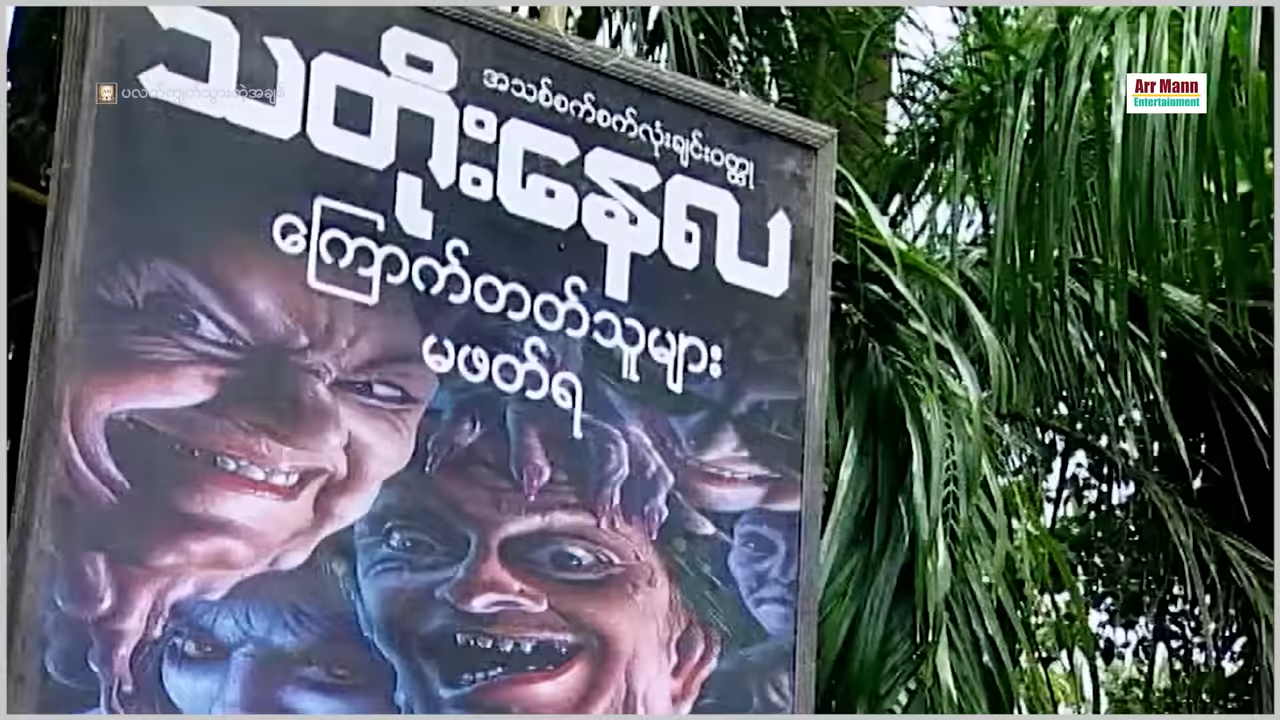 အသစ်စက်စက်လုံးချင်းဝတ္ထု
သတိုးနေလ
ကြောက်တတ်သူများ
မဖတ်ရ
Arr Mann
Entertainment